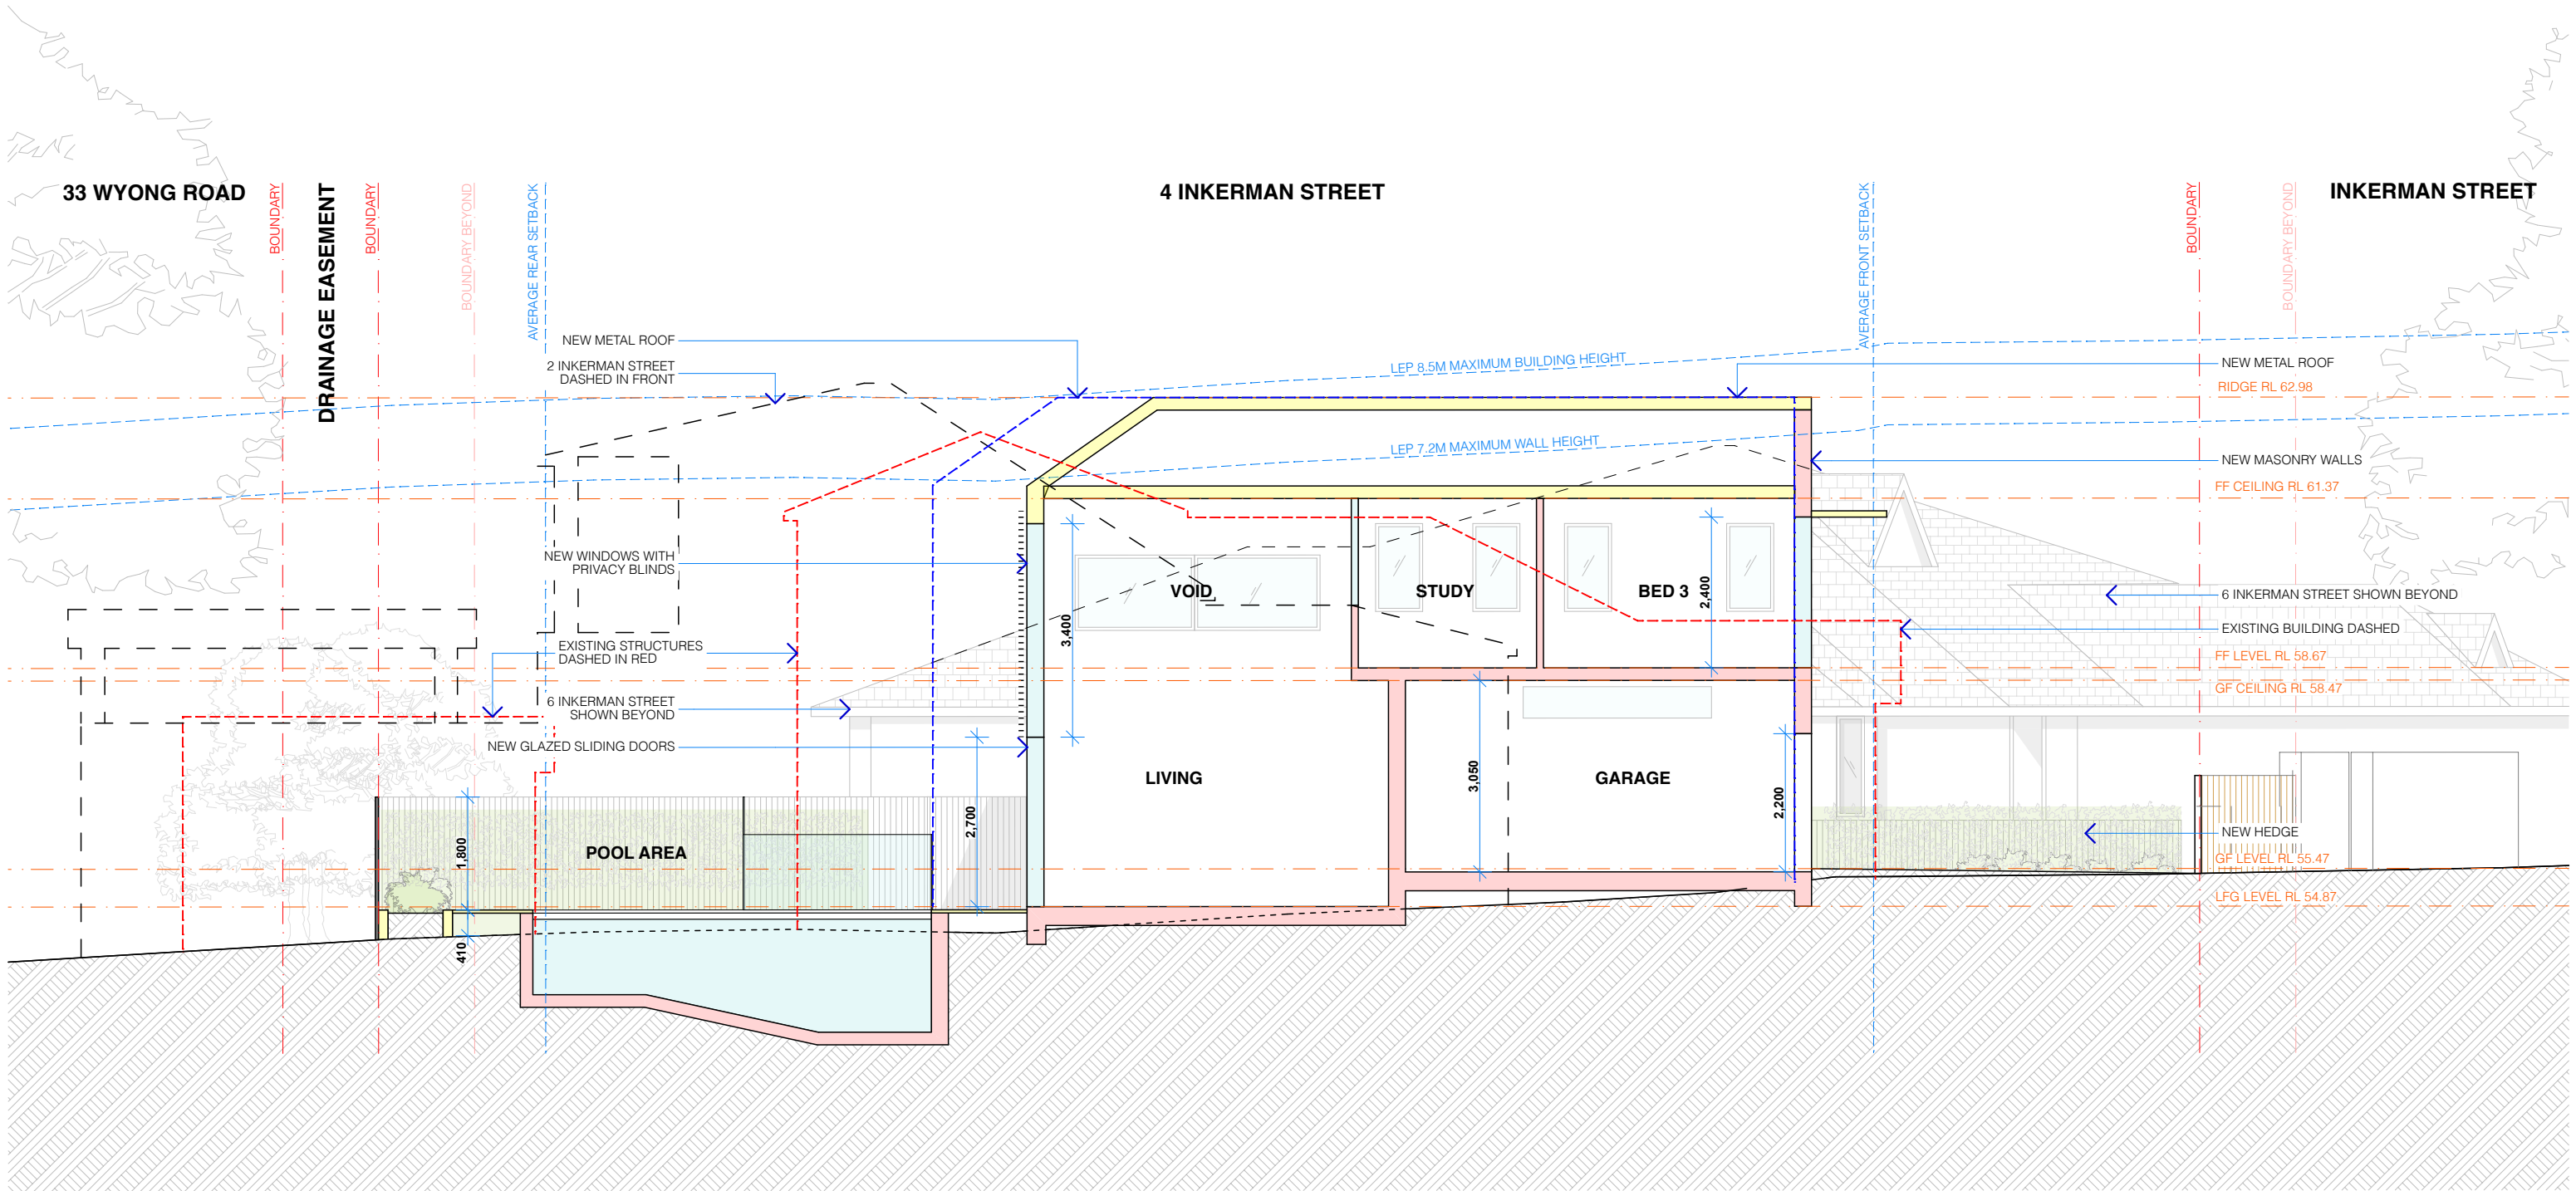 33 WYONG ROAD
4 INKERMAN STREET
INKERMAN STREET
BOUNDARY
DRAINAGE EASEMENT
BOUNDARY
BOUNDARY BEYOND
AVERAGE REAR SETBACK
AVERAGE FRONT SETBACK
BOUNDARY
BOUNDARY BEYOND
NEW METAL ROOF
2 INKERMAN STREET
DASHED IN FRONT
LEP 8.5M MAXIMUM BUILDING HEIGHT
NEW METAL ROOF
RIDGE RL 62.98
LEP 7.2M MAXIMUM WALL HEIGHT
NEW MASONRY WALLS
FF CEILING RL 61.37
NEW WINDOWS WITH
PRIVACY BLINDS
VOID
STUDY
BED 3
2,400
6 INKERMAN STREET SHOWN BEYOND
3,400
EXISTING BUILDING DASHED
EXISTING STRUCTURES
DASHED IN RED
FF LEVEL RL 58.67
GF CEILING RL 58.47
6 INKERMAN STREET
SHOWN BEYOND
NEW GLAZED SLIDING DOORS
LIVING
3,050
GARAGE
2,200
2,700
1,800
POOL AREA
NEW HEDGE
GF LEVEL RL 55.47
LFG LEVEL RL 54.87
410